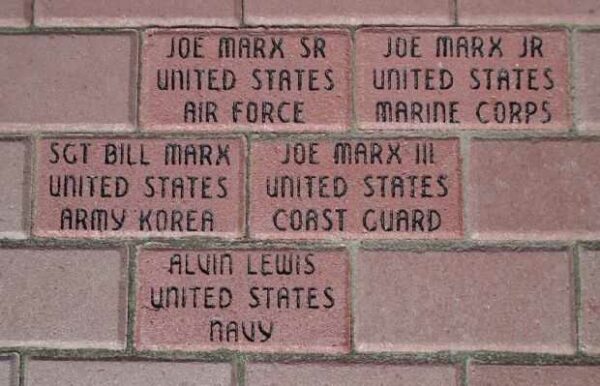 JOE MARX SR
UNITED STATES
AIR FORCE
JOE MARX JR
UNITED STATES
MARINE CORPS
SGT BILL MARX
UNITED STATES
ARMY KOREA
JOE MARX III
UNITED STATES
COAST GUARD
ALVIN LEWIS
UNITED STATES
NAVY